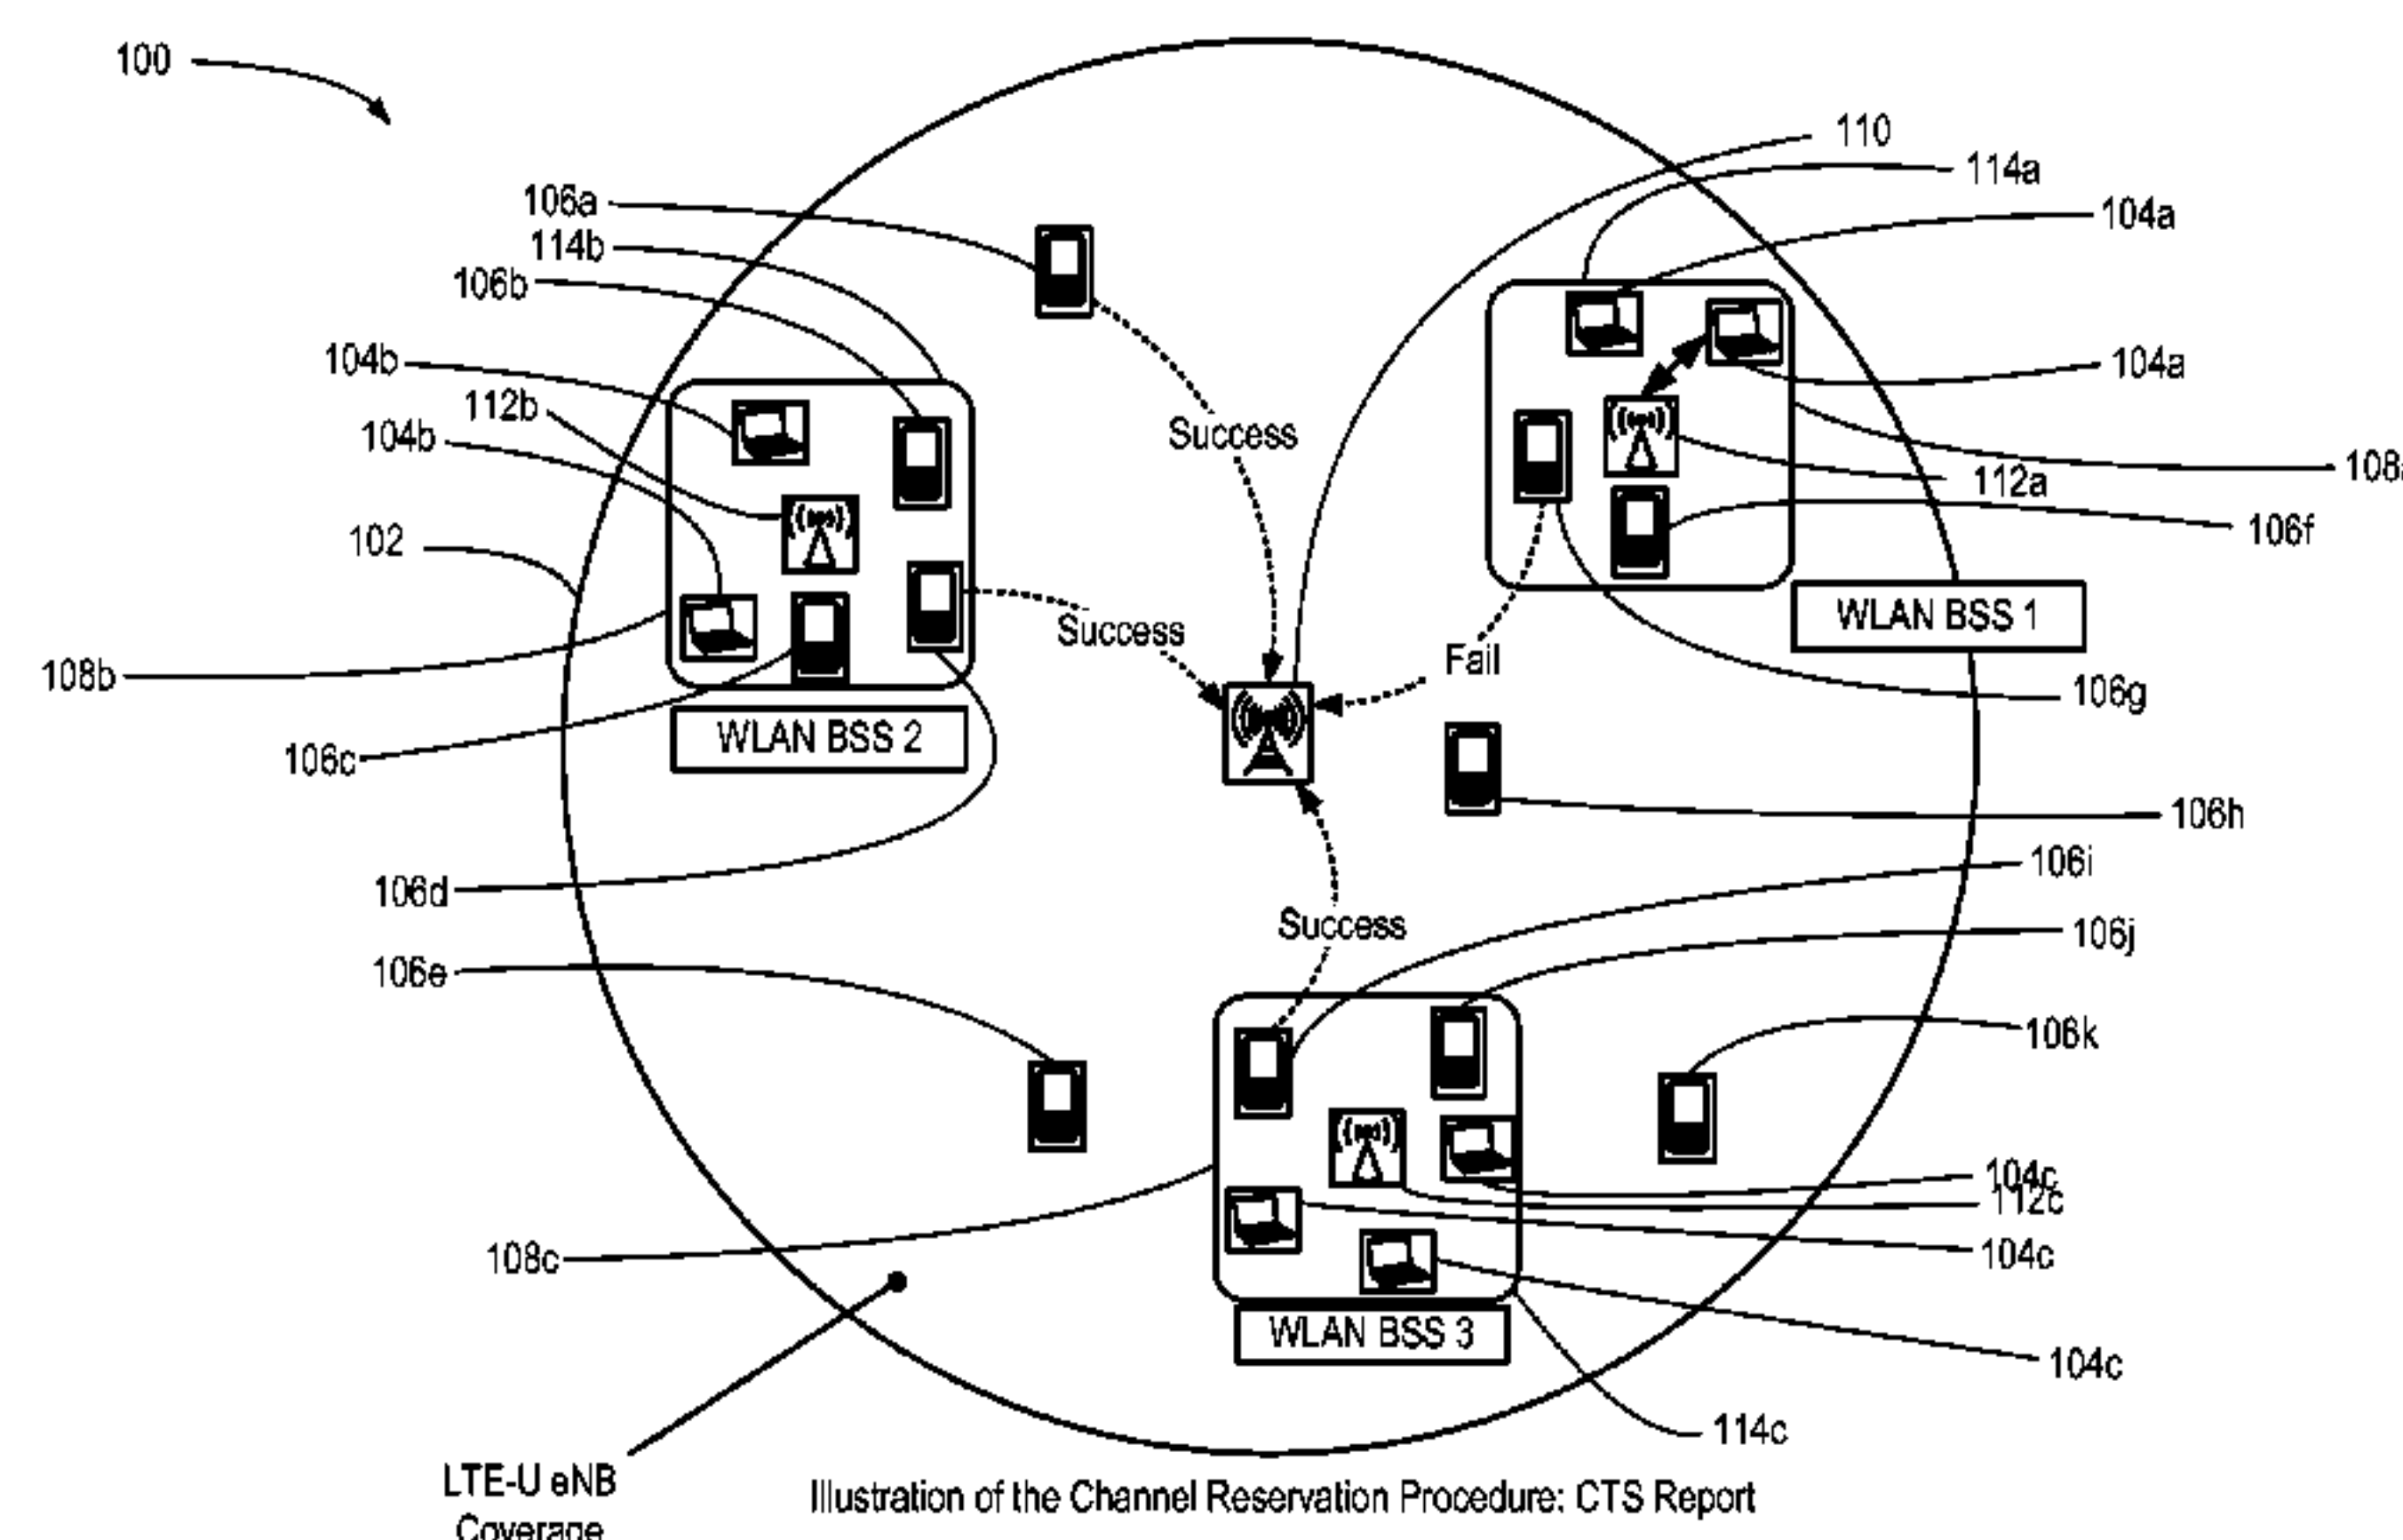 100
110
114a
106a
104a
114b
106b
104b
104a
112b
Success
104b
108a
112a
106f
102
WLAN BSS 1
Success
Fail
108b
106g
WLAN BSS 2
106c
106h
106i
106d
Success
106j
106e
106k
104c
112c
108c
104c
WLAN BSS 3
104c
114c
LTE-U eNB
Coverage
Illustration of the Channel Reservation Procedure: CTS Report